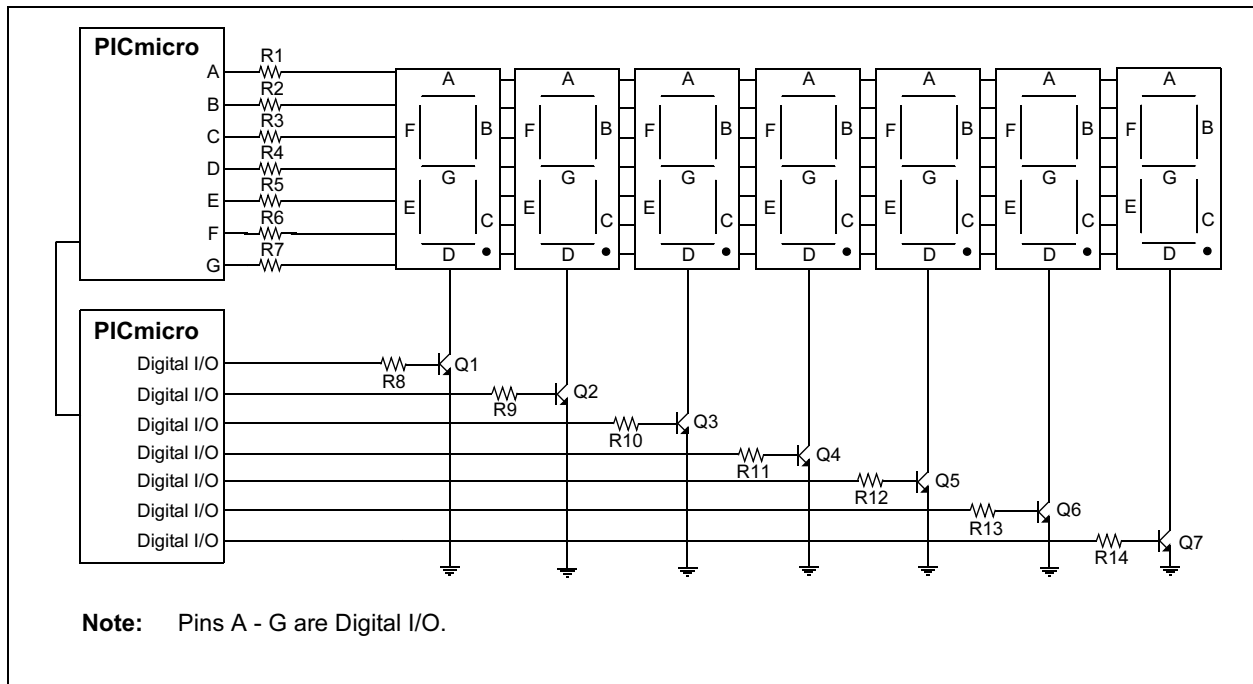 PICmicro
A
R1
B
R2
C
R3
D
R4
E
R5
F
R6
G
R7
A
F
B
G
E
C
D
A
F
B
G
E
C
D
A
F
B
G
E
C
D
A
F
B
G
E
C
D
A
F
B
G
E
C
D
A
F
B
G
E
C
D
A
F
B
G
E
C
D
PICmicro
Digital I/O
R8
Q1
Digital I/O
R9
Q2
Digital I/O
R10
Q3
Digital I/O
R11
Q4
Digital I/O
R12
Q5
Digital I/O
R13
Q6
Digital I/O
R14
Q7
Note: Pins A - G are Digital I/O.